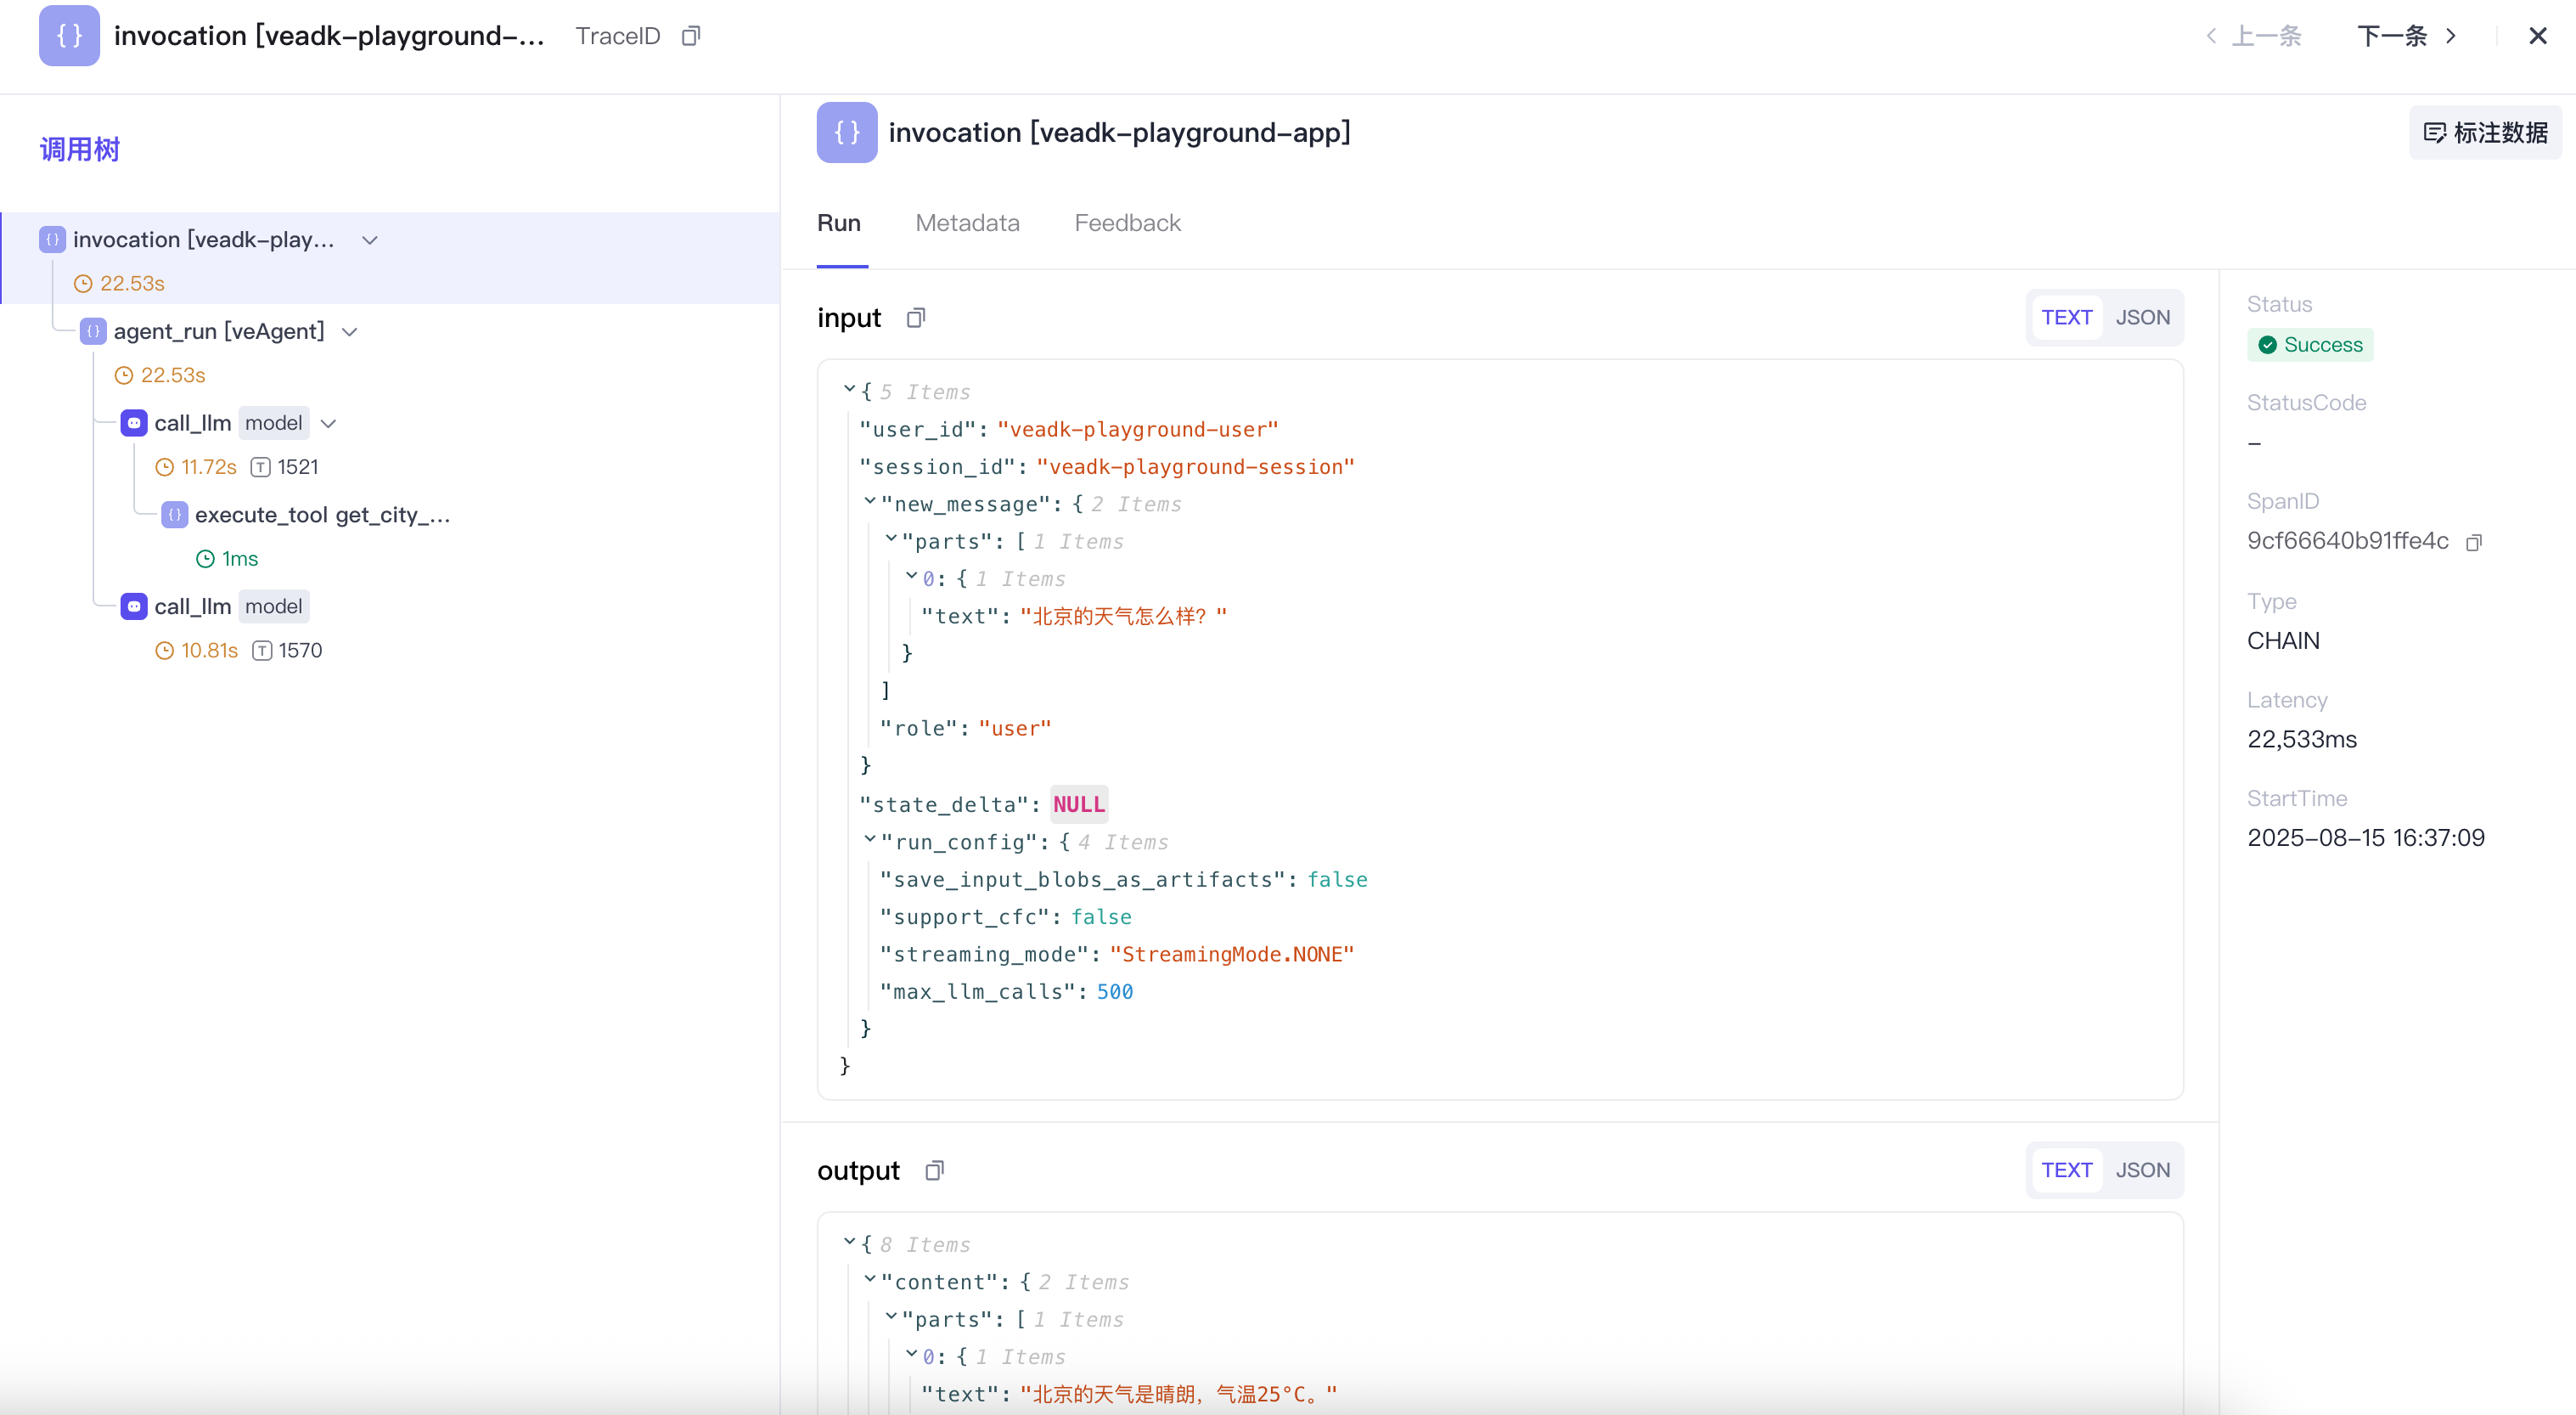 invocation [veadk-playground-... TraceID
上一条 下一条
调用树
invocation [veadk-play...
22.53s
agent_run [veAgent]
22.53s
call_llm model
11.72s T 1521
execute_tool get_city_...
1ms
call_llm model
10.81s T 1570
invocation [veadk-playground-app]
标注数据
Run Metadata Feedback
input
TEXT JSON
{ 5 Items
"user_id": "veadk-playground-user"
"session_id": "veadk-playground-session"
"new_message": { 2 Items
"parts": [ 1 Items
0: { 1 Items
"text": "北京的天气怎么样？"
}
]
"role": "user"
}
"state_delta": NULL
"run_config": { 4 Items
"save_input_blobs_as_artifacts": false
"support_cfc": false
"streaming_mode": "StreamingMode.NONE"
"max_llm_calls": 500
}
}
output
TEXT JSON
{ 8 Items
"content": { 2 Items
"parts": [ 1 Items
0: { 1 Items
"text": "北京的天气是晴朗，气温25°C。"
Status
Success
StatusCode
–
SpanID
9cf66640b91ffe4c
Type
CHAIN
Latency
22,533ms
StartTime
2025-08-15 16:37:09